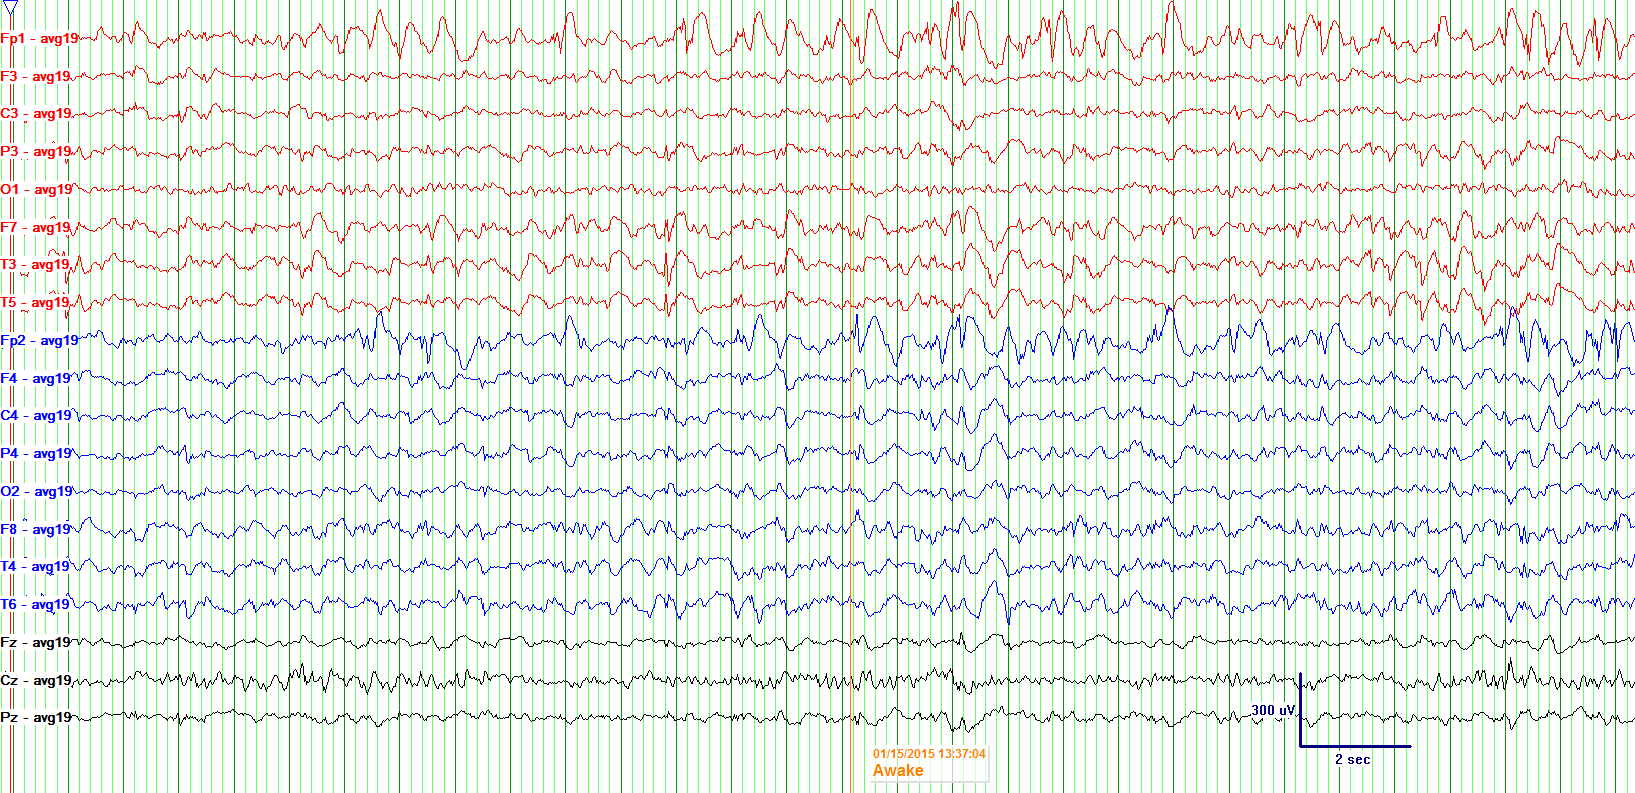 Fp1 - avg19
F3 - avg19
C3 - avg19
P3 - avg19
O1 - avg19
F7 - avg19
T3 - avg19
T5 - avg19
Fp2 - avg19
F4 - avg19
C4 - avg19
P4 - avg19
O2 - avg19
F8 - avg19
T4 - avg19
T6 - avg19
Fz - avg19
Cz - avg19
Pz - avg19
300 uV
2 sec
01/15/2015 13:37:04
Awake